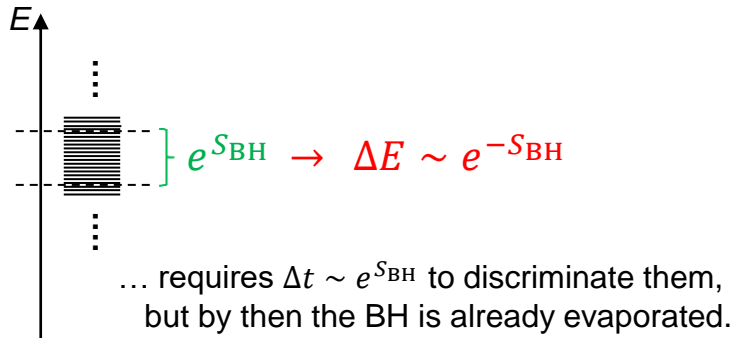 E
e^{S_BH} → ΔE ~ e^{-S_BH}
… requires Δt ~ e^{S_BH} to discriminate them,
but by then the BH is already evaporated.